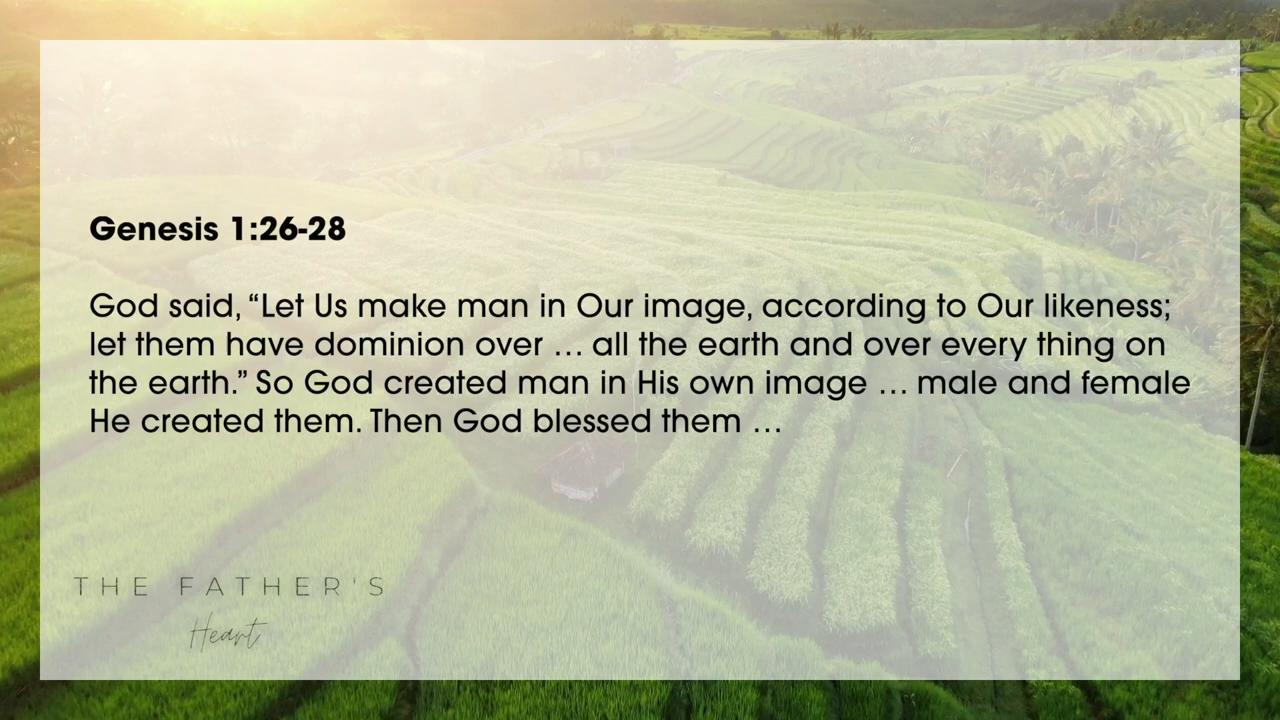 Genesis 1:26-28
God said, “Let Us make man in Our image, according to Our likeness;
let them have dominion over … all the earth and over every thing on
the earth.” So God created man in His own image … male and female
He created them. Then God blessed them …
THE FATHER'S
Heart